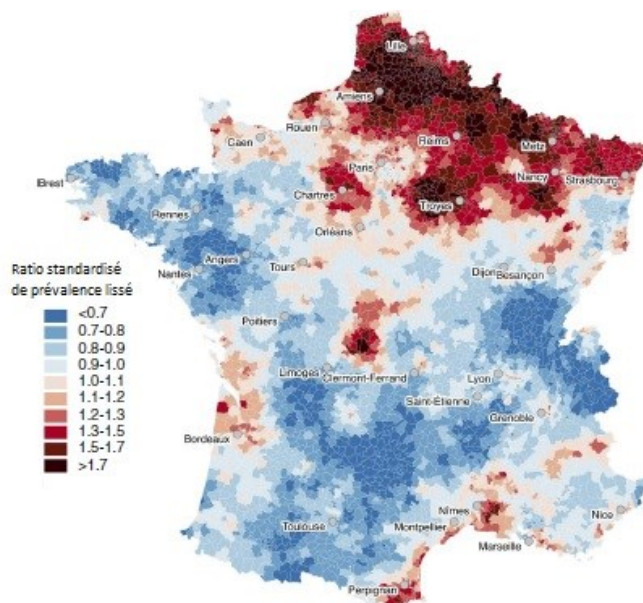 Lille
Amiens
Rouen
Caen
Reims
Metz
Paris
Nancy
Strasbourg
Brest
Chartres
Troyes
Rennes
Orléans
Angers
Nantes
Tours
Dijon
Besançon
Ratio standardisé
de prévalence lissé
<0.7
0.7-0.8
0.8-0.9
0.9-1.0
1.0-1.1
1.1-1.2
1.2-1.3
1.3-1.5
1.5-1.7
>1.7
Poitiers
Limoges
Clermont-Ferrand
Lyon
Saint-Étienne
Grenoble
Bordeaux
Nîmes
Nice
Toulouse
Montpellier
Marseille
Perpignan